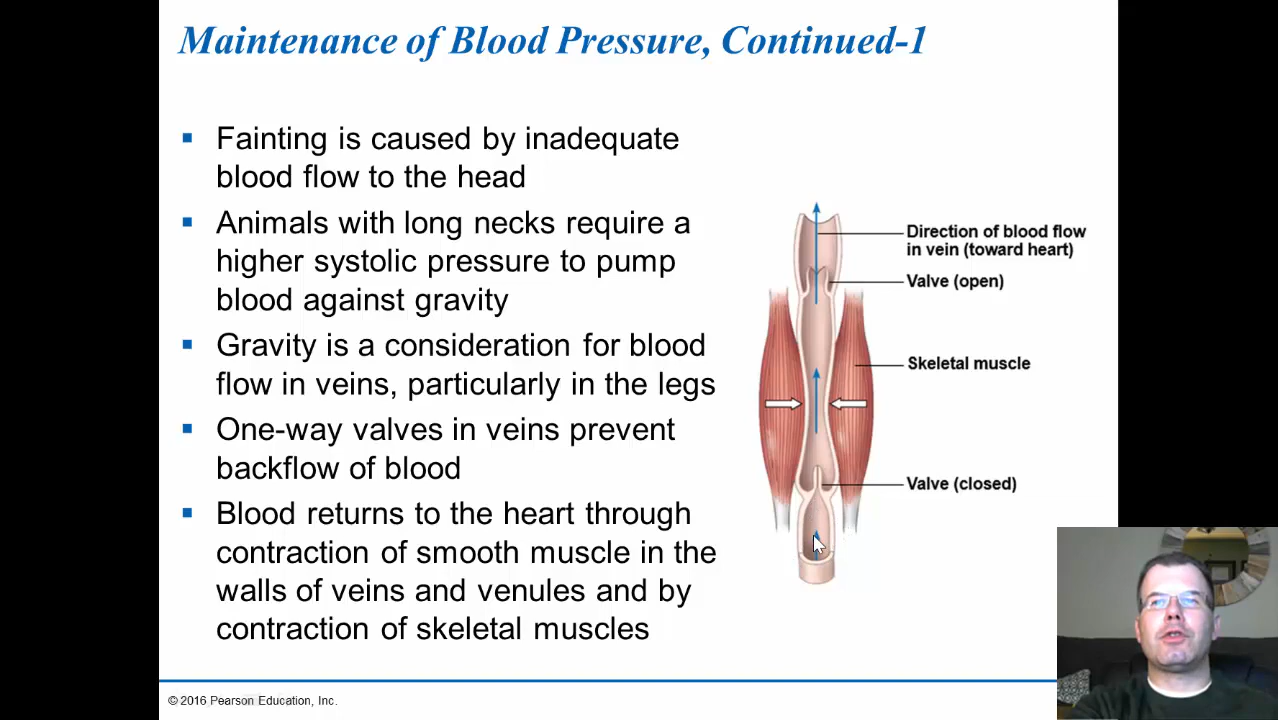 Maintenance of Blood Pressure, Continued-1
Fainting is caused by inadequate
blood flow to the head
Animals with long necks require a
higher systolic pressure to pump
blood against gravity
Gravity is a consideration for blood
flow in veins, particularly in the legs
One-way valves in veins prevent
backflow of blood
Blood returns to the heart through
contraction of smooth muscle in the
walls of veins and venules and by
contraction of skeletal muscles
Direction of blood flow
in vein (toward heart)
Valve (open)
Skeletal muscle
Valve (closed)
© 2016 Pearson Education, Inc.